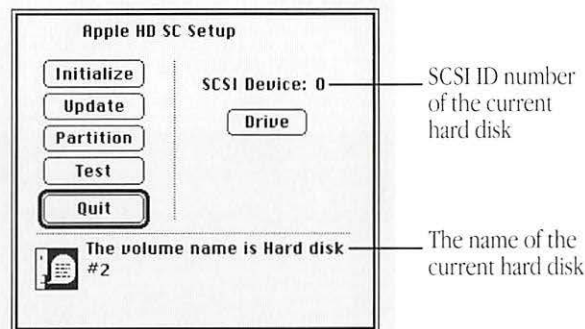 Apple HD SC Setup
Initialize
Update
Partition
Test
Quit
SCSI Device: 0
Drive
The volume name is Hard disk
#2
SCSI ID number
of the current
hard disk
The name of the
current hard disk